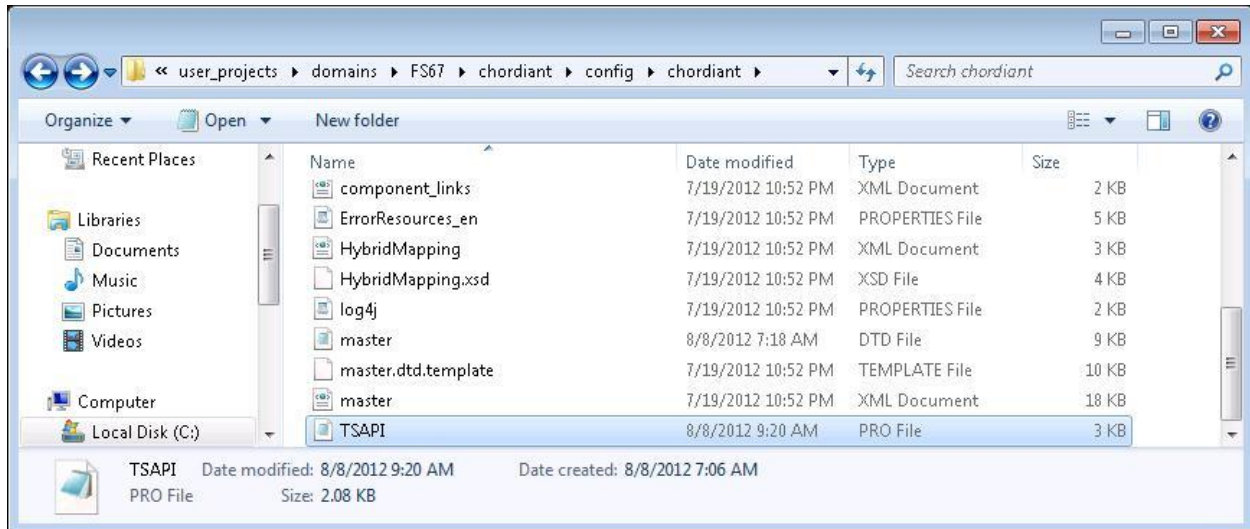 « user_projects ▸ domains ▸ FS67 ▸ chordiant ▸ config ▸ chordiant ▸ Search chordiant
Organize ▾ Open ▾ New folder
Recent Places
Libraries
Documents
Music
Pictures
Videos
Computer
Local Disk (C:)
Name Date modified Type Size
component_links 7/19/2012 10:52 PM XML Document 2 KB
ErrorResources_en 7/19/2012 10:52 PM PROPERTIES File 5 KB
HybridMapping 7/19/2012 10:52 PM XML Document 3 KB
HybridMapping.xsd 7/19/2012 10:52 PM XSD File 4 KB
log4j 7/19/2012 10:52 PM PROPERTIES File 2 KB
master 8/8/2012 7:18 AM DTD File 9 KB
master.dtd.template 7/19/2012 10:52 PM TEMPLATE File 10 KB
master 7/19/2012 10:52 PM XML Document 18 KB
TSAPI 8/8/2012 9:20 AM PRO File 3 KB
TSAPI Date modified: 8/8/2012 9:20 AM Date created: 8/8/2012 7:06 AM
PRO File Size: 2.08 KB